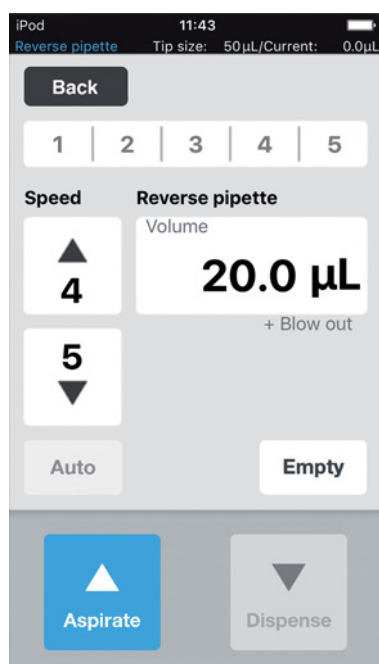 iPod 11:43
Reverse pipette Tip size: 50µL/Current: 0.0µL
Back
1 2 3 4 5
Speed Reverse pipette
Volume
4 20.0 µL
+ Blow out
5
Auto Empty
Aspirate Dispense